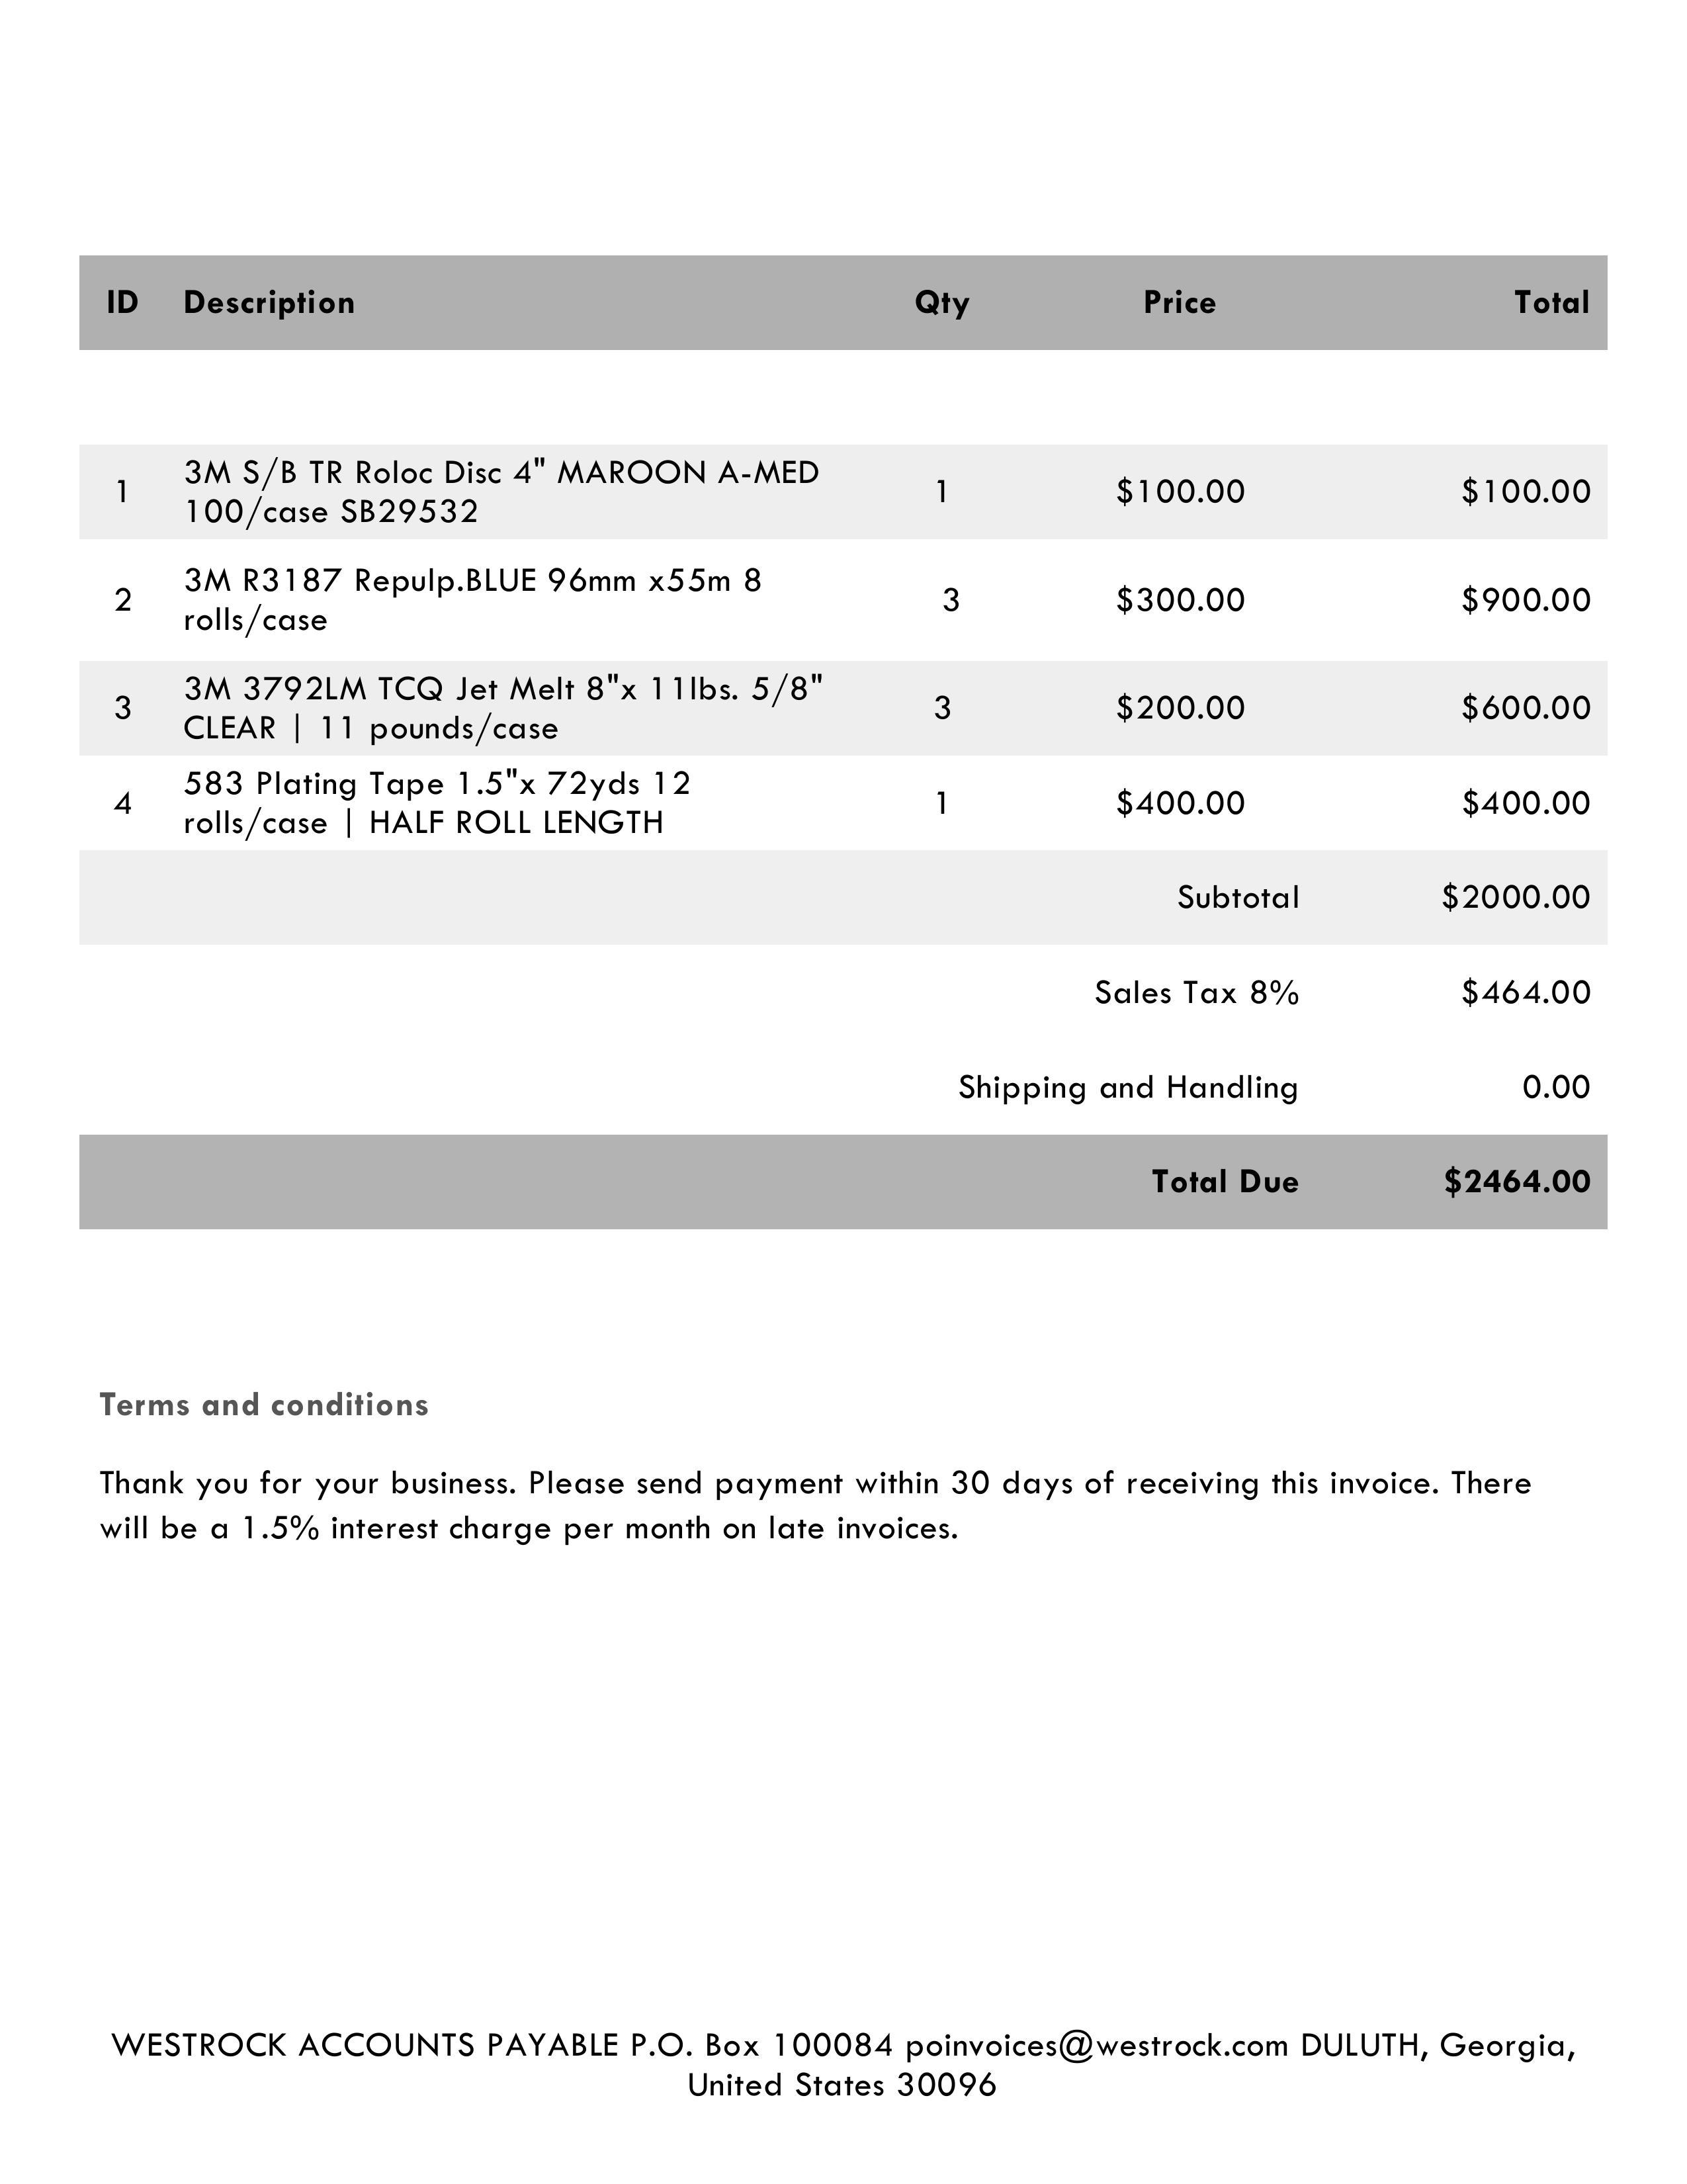 ID Description Qty Price Total
3M S/B TR Roloc Disc 4" MAROON A-MED
1 1 $100.00 $100.00
100/case SB29532
3M R3187 Repulp.BLUE 96mm x55m 8
2 3 $300.00 $900.00
rolls/case
3M 3792LM TCQ Jet Melt 8"x 11lbs. 5/8"
3 3 $200.00 $600.00
CLEAR | 11 pounds/case
583 Plating Tape 1.5"x 72yds 12
4 1 $400.00 $400.00
rolls/case | HALF ROLL LENGTH
Subtotal $2000.00
Sales Tax 8% $464.00
Shipping and Handling 0.00
Total Due $2464.00
Terms and conditions
Thank you for your business. Please send payment within 30 days of receiving this invoice. There
will be a 1.5% interest charge per month on late invoices.
WESTROCK ACCOUNTS PAYABLE P.O. Box 100084 poinvoices@westrock.com DULUTH, Georgia,
United States 30096